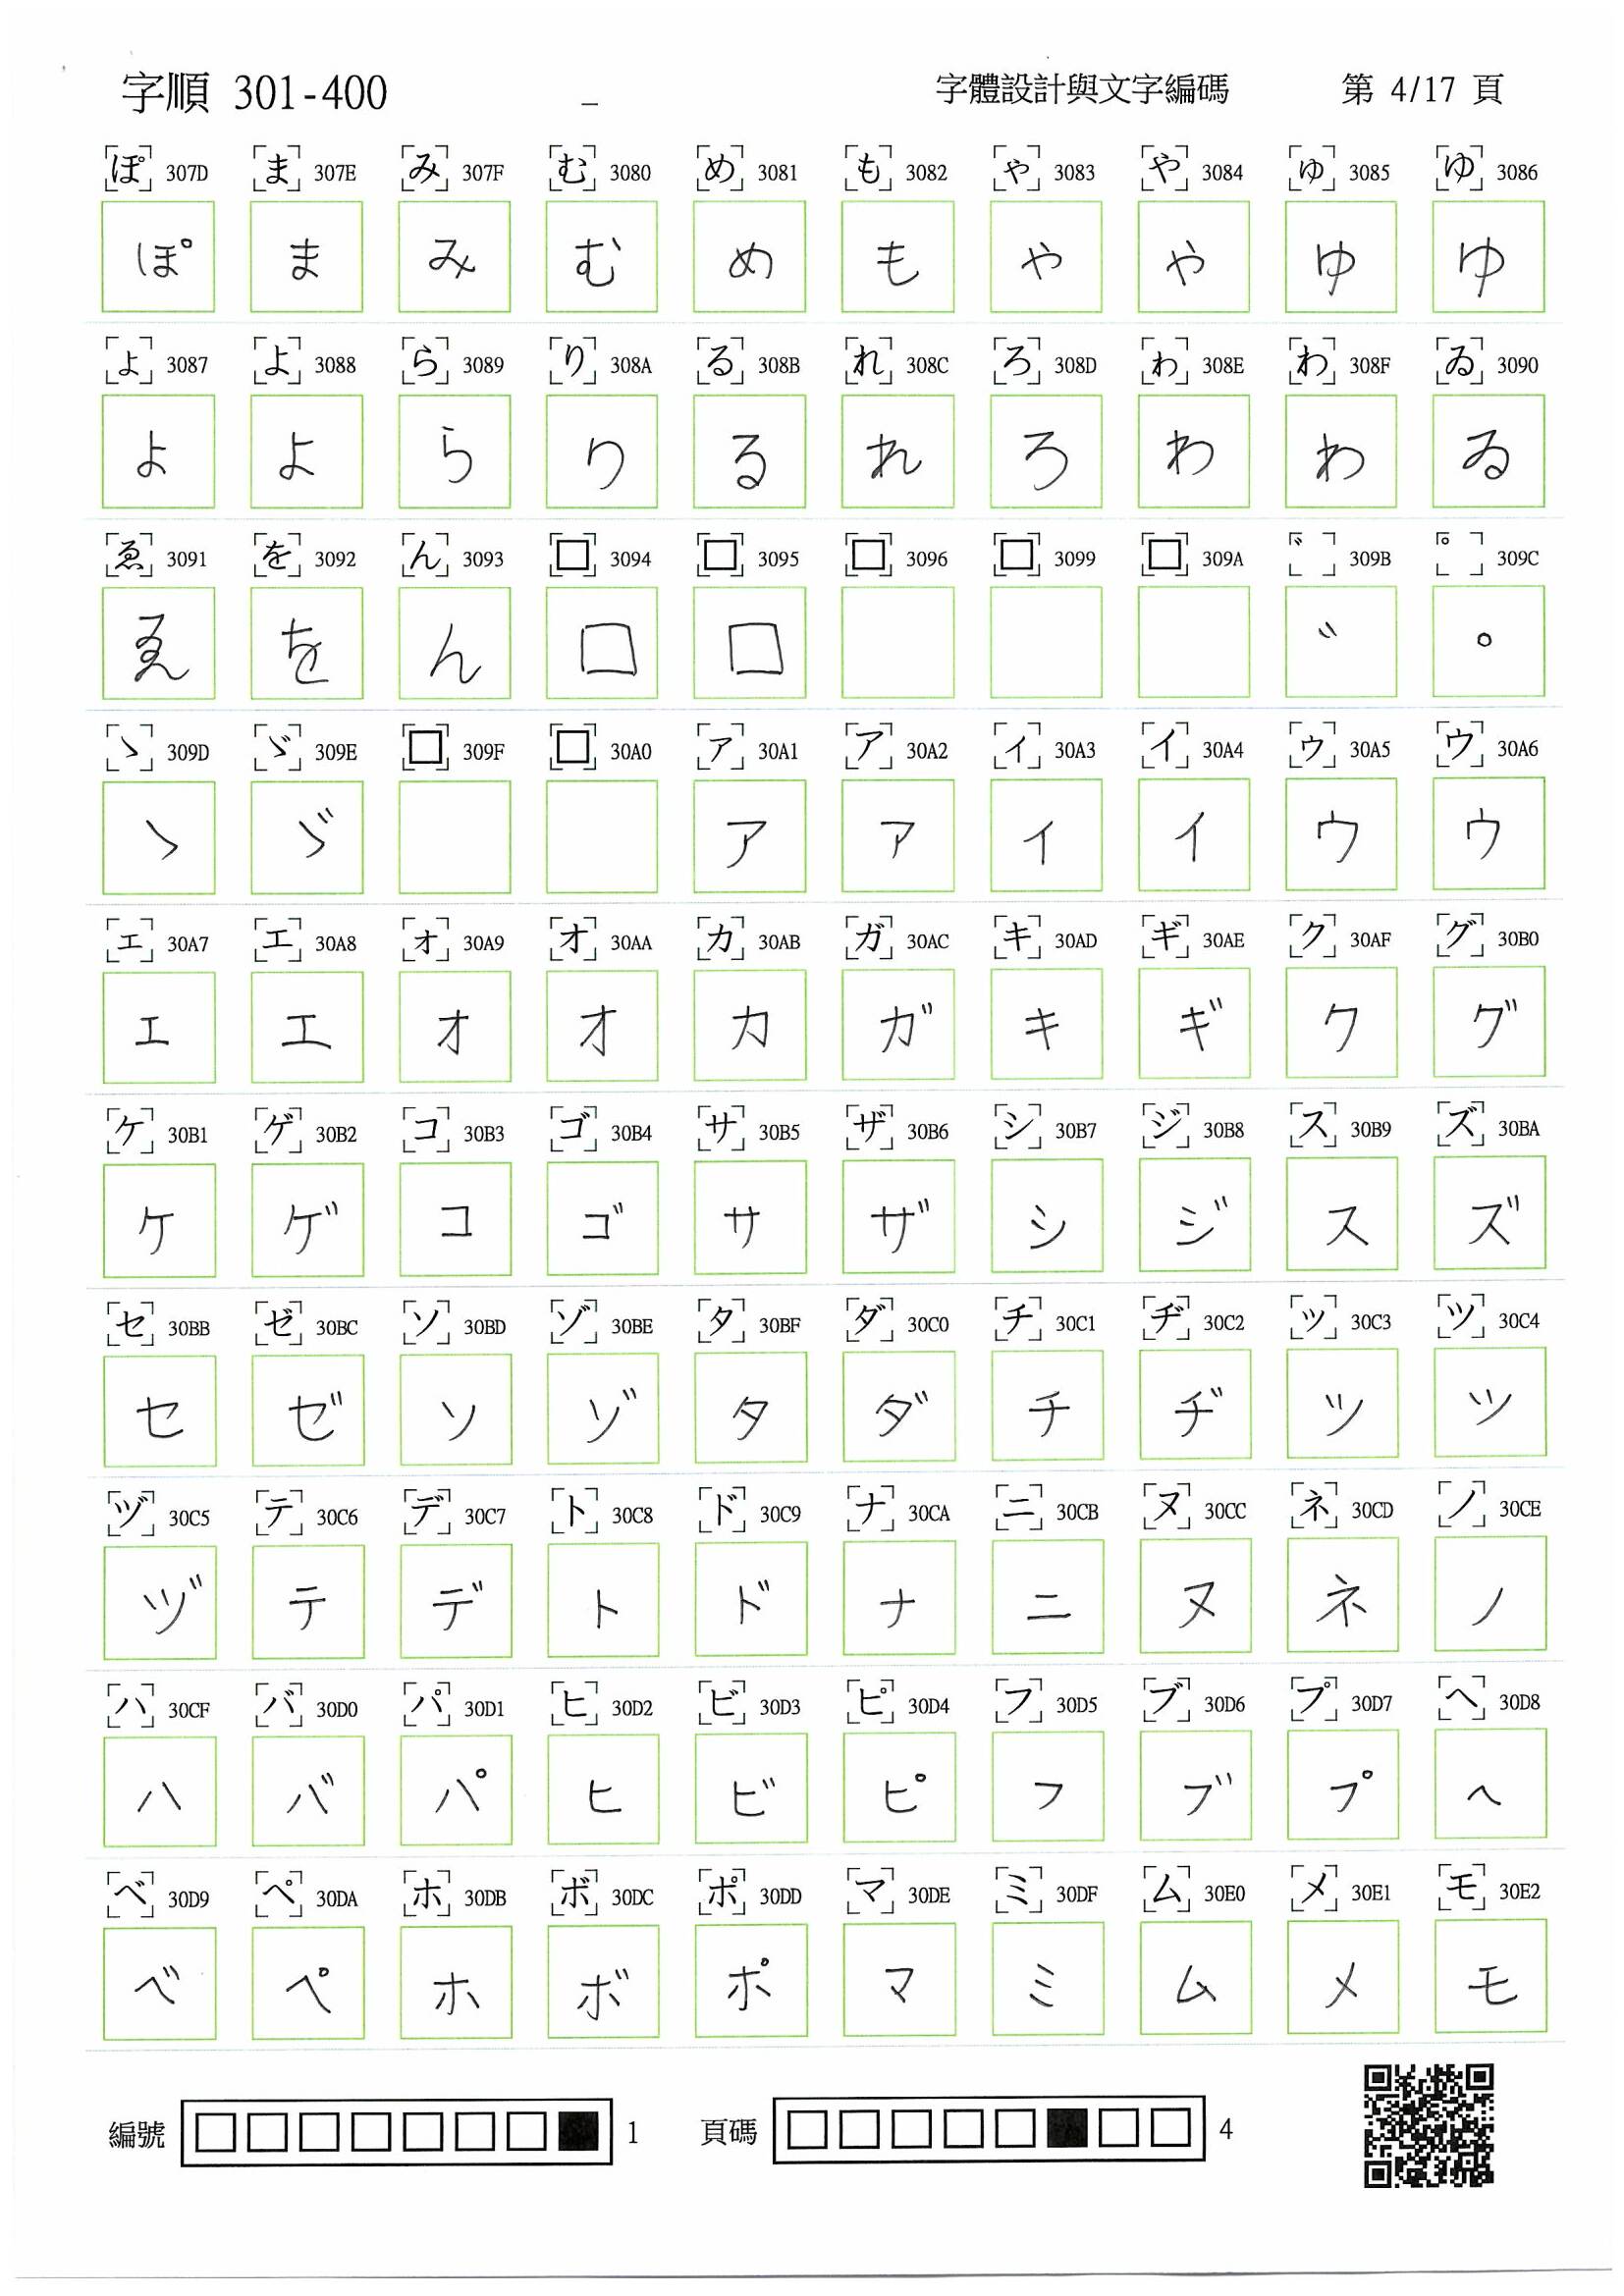 字順 301-400 _ 字體設計與文字編碼 第 4/17 頁
ぽ 307D ま 307E み 307F む 3080 め 3081 も 3082 ゃ 3083 や 3084 ゅ 3085 ゆ 3086
ぽ ま み む め も ゃ や ゅ ゆ
ょ 3087 よ 3088 ら 3089 り 308A る 308B れ 308C ろ 308D ゎ 308E わ 308F ゐ 3090
ょ よ ら り る れ ろ ゎ わ ゐ
ゑ 3091 を 3092 ん 3093 □ 3094 □ 3095 □ 3096 □ 3099 □ 309A ゛ 309B ゜ 309C
ゑ を ん □ □ ゛ ゜
ゝ 309D ゞ 309E □ 309F □ 30A0 ァ 30A1 ア 30A2 ィ 30A3 イ 30A4 ゥ 30A5 ウ 30A6
ゝ ゞ ァ ア ィ イ ゥ ウ
ェ 30A7 エ 30A8 ォ 30A9 オ 30AA カ 30AB ガ 30AC キ 30AD ギ 30AE ク 30AF グ 30B0
ェ エ ォ オ カ ガ キ ギ ク グ
ケ 30B1 ゲ 30B2 コ 30B3 ゴ 30B4 サ 30B5 ザ 30B6 シ 30B7 ジ 30B8 ス 30B9 ズ 30BA
ケ ゲ コ ゴ サ ザ シ ジ ス ズ
セ 30BB ゼ 30BC ソ 30BD ゾ 30BE タ 30BF ダ 30C0 チ 30C1 ヂ 30C2 ッ 30C3 ツ 30C4
セ ゼ ソ ゾ タ ダ チ ヂ ッ ツ
ヅ 30C5 テ 30C6 デ 30C7 ト 30C8 ド 30C9 ナ 30CA ニ 30CB ヌ 30CC ネ 30CD ノ 30CE
ヅ テ デ ト ド ナ ニ ヌ ネ ノ
ハ 30CF バ 30D0 パ 30D1 ヒ 30D2 ビ 30D3 ピ 30D4 フ 30D5 ブ 30D6 プ 30D7 ヘ 30D8
ハ バ パ ヒ ビ ピ フ ブ プ ヘ
ベ 30D9 ペ 30DA ホ 30DB ボ 30DC ポ 30DD マ 30DE ミ 30DF ム 30E0 メ 30E1 モ 30E2
ベ ペ ホ ボ ポ マ ミ ム メ モ
編號 □□□□□□□■ 1 頁碼 □□□□□■□□ 4